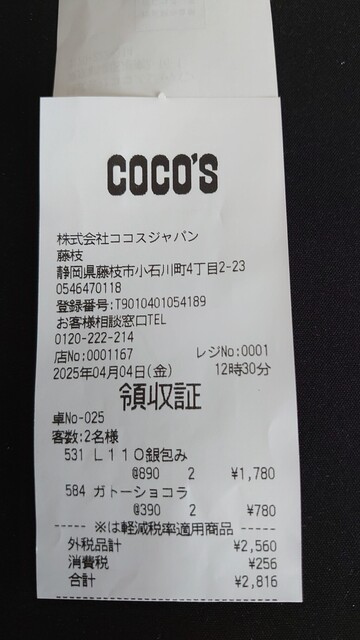 COCO'S
株式会社ココスジャパン
藤枝
静岡県藤枝市小石川町4丁目2-23
0546470118
登録番号:T9010401054189
お客様相談窓口TEL
0120-222-214
店No:0001167 レジNo:0001
2025年04月04日(金) 12時30分
領収証
卓No-025
客数:2名様
531 L110銀包み
@890 2 ¥1,780
584 ガトーショコラ
@390 2 ¥780
----- ※は軽減税率適用商品 -----
外税品計 ¥2,560
消費税 ¥256
合計 ¥2,816